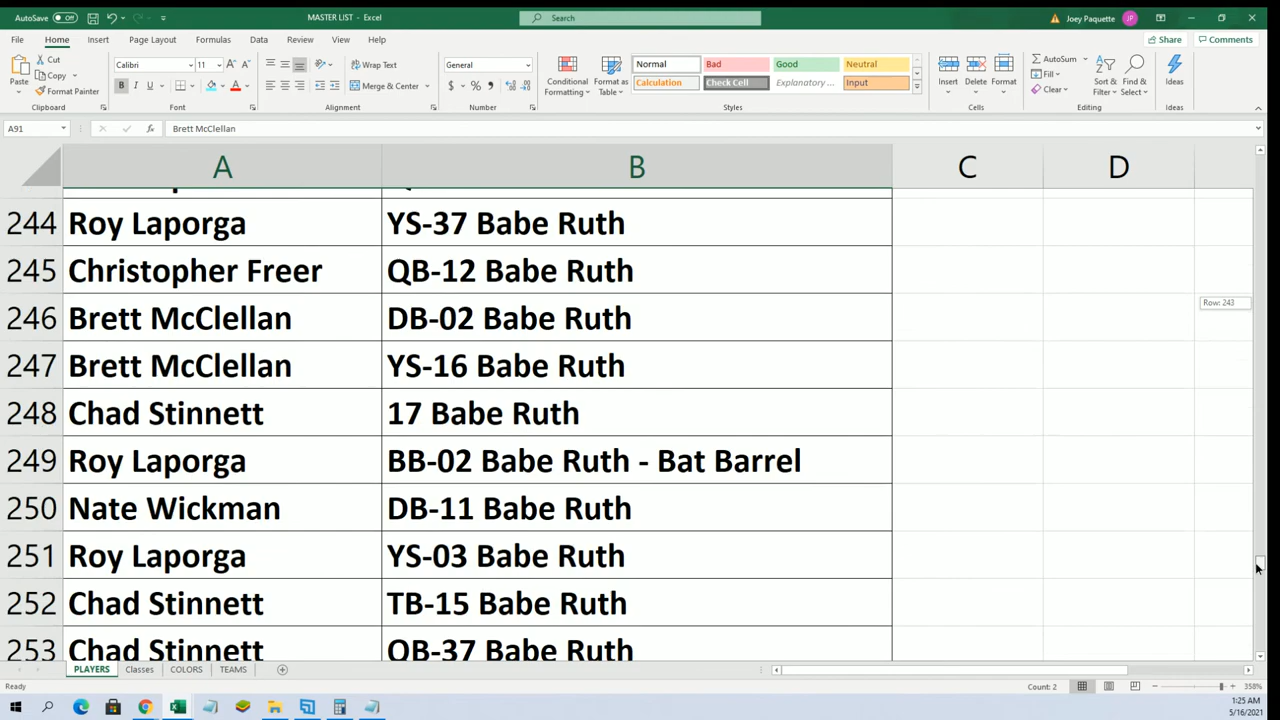 AutoSave Off MASTER LIST - Excel Search Joey Paquette JP
File Home Insert Page Layout Formulas Data Review View Help Share Comments
Cut Calibri 11 Wrap Text General Normal Bad Good Neutral AutoSum
Paste Copy Format Painter B I U Merge & Center $ % Conditional Formatting Format as Table Calculation Check Cell Explanatory ... Input Insert Delete Format Fill Clear Sort & Filter Find & Select Ideas
Clipboard Font Alignment Number Styles Cells Editing Ideas
A91 fx Brett McClellan
A B C D
244 Roy Laporga YS-37 Babe Ruth
245 Christopher Freer QB-12 Babe Ruth
Row: 243
246 Brett McClellan DB-02 Babe Ruth
247 Brett McClellan YS-16 Babe Ruth
248 Chad Stinnett 17 Babe Ruth
249 Roy Laporga BB-02 Babe Ruth - Bat Barrel
250 Nate Wickman DB-11 Babe Ruth
251 Roy Laporga YS-03 Babe Ruth
252 Chad Stinnett TB-15 Babe Ruth
253 Chad Stinnett QB-37 Babe Ruth
PLAYERS Classes COLORS TEAMS
Ready Count: 2 358%
1:25 AM
5/16/2021